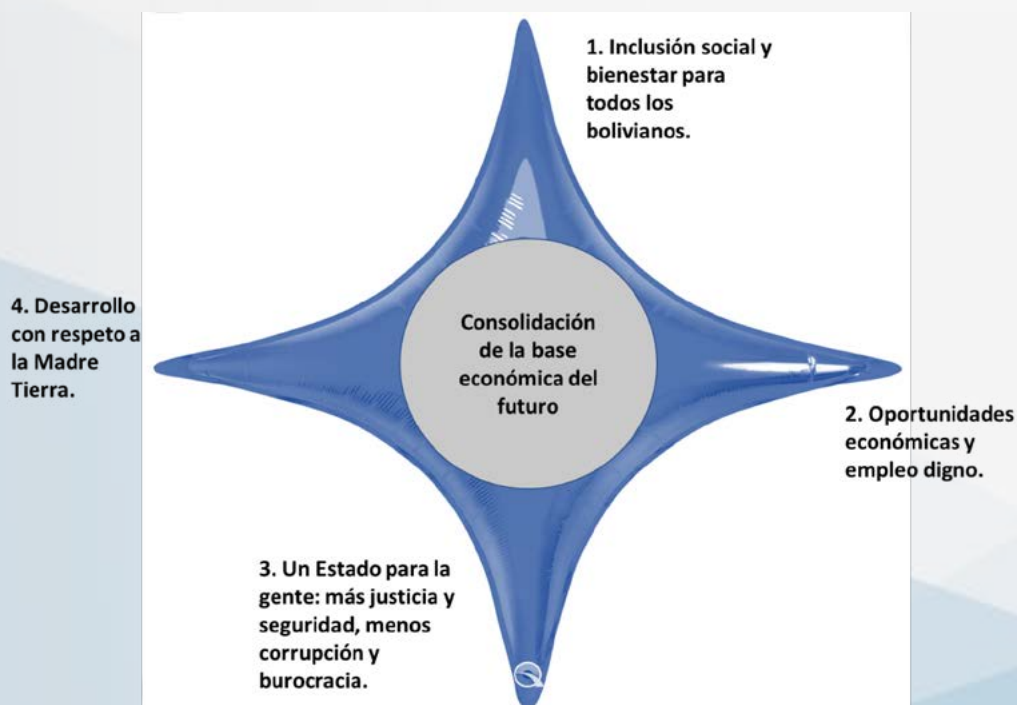 1. Inclusión social y
bienestar para
todos los
bolivianos.
4. Desarrollo
con respeto a
la Madre
Tierra.
Consolidación
de la base
económica del
futuro
2. Oportunidades
económicas y
empleo digno.
3. Un Estado para la
gente: más justicia y
seguridad, menos
corrupción y
burocracia.